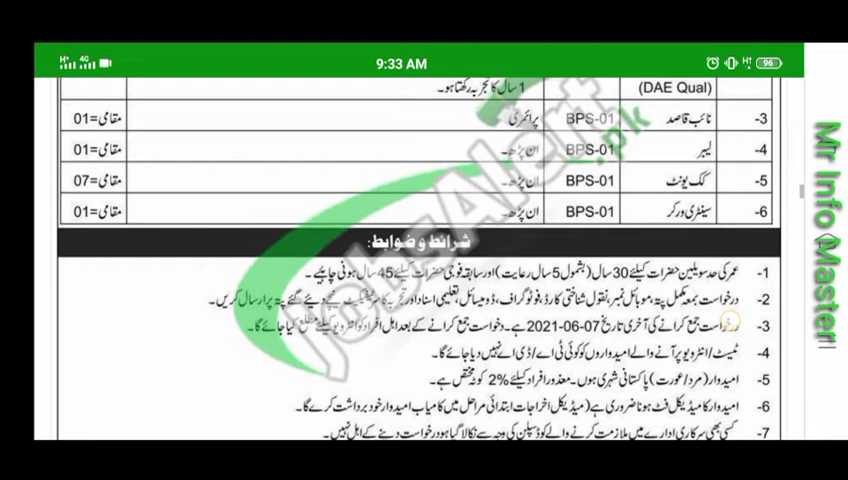 9:33 AM
96
(DAE Qual) 1 سال کا تجربہ رکھتا ہو۔
-3 نائب قاصد BPS-01 پرائمری مقامی=01
-4 لیبر BPS-01 ان پڑھ۔ مقامی=01
-5 کک یونٹ BPS-01 ان پڑھ۔ مقامی=07
-6 سینٹری ورکر BPS-01 ان پڑھ۔ مقامی=01
شرائط و ضوابط:
-1 عمر کی حد سویلین حضرات کیلئے 30 سال (بشمول 5 سال رعایت) اور سابقہ فوجی حضرات کیلئے 45 سال ہونی چاہیے۔
-2 درخواست بمعہ مکمل پتہ، موبائل نمبر، نقول شناختی کارڈ، فوٹوگراف، ڈومیسائل، تعلیمی اسناد اور تجربہ کا سرٹیفکیٹ نیچے دیئے گئے پتہ پر ارسال کریں۔
-3 درخواست جمع کرانے کی آخری تاریخ 07-06-2021 ہے۔ درخواست جمع کرانے کے بعد اہل افراد کو انٹرویو کیلئے مطلع کیا جائے گا۔
-4 ٹیسٹ/انٹرویو پر آنے والے امیدواروں کو کوئی ٹی اے/ڈی اے نہیں دیا جائے گا۔
-5 امیدوار (مرد/عورت) پاکستانی شہری ہوں۔ معذور افراد کیلئے 2% کوٹہ مختص ہے۔
-6 امیدوار کا میڈیکل فٹ ہونا ضروری ہے (میڈیکل اخراجات ابتدائی مراحل میں کامیاب امیدوار خود برداشت کرے گا۔
-7 کسی بھی سرکاری ادارے میں ملازمت کرنے والے کو ڈسپلن کی وجہ سے نکالا گیا ہو درخواست دینے کے اہل نہیں۔
JobsAlert.pk
Mr Info Master